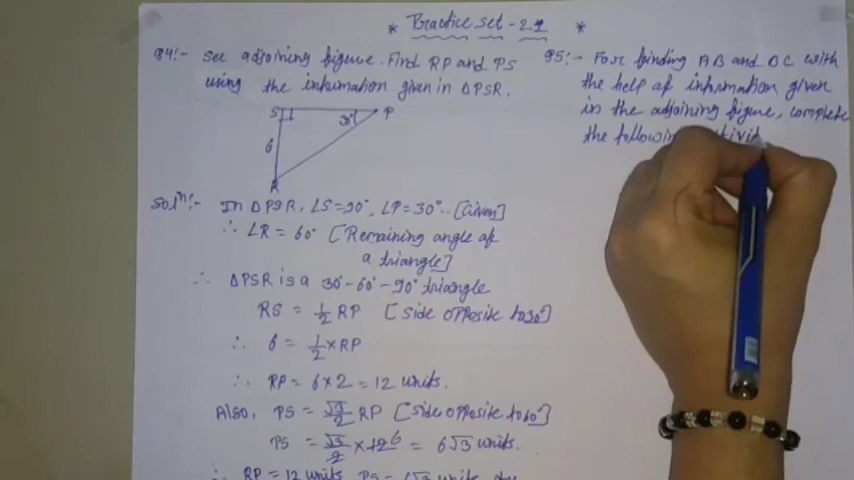 * Practice set - 2.1 *
Q4:- See adjoining figure. Find RP and PS
using the information given in ΔPSR.
S P
30°
6
R
Solⁿ:- In ΔPSR, ∠S=90°, ∠P=30°.. [Given]
∴ ∠R = 60° [Remaining angle of
a triangle]
∴ ΔPSR is a 30°-60°-90° triangle
RS = 1/2 RP [side opposite to 30°]
∴ 6 = 1/2 × RP
∴ RP = 6 × 2 = 12 units.
Also, PS = √3/2 RP [side opposite to 60°]
PS = √3/2 × 12 6 = 6√3 units.
∴ RP = 12 units
Q5:- For finding AB and BC with
the help of information given
in the adjoining figure, complete
the following